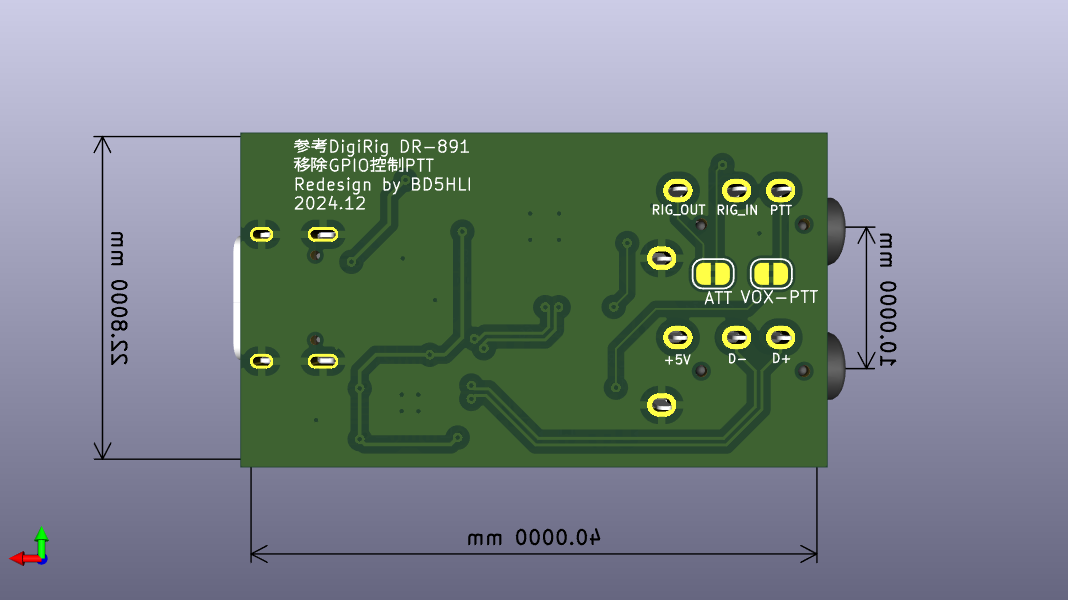 参考DigiRig DR-891
移除GPIO控制PTT
Redesign by BD5HLI
2024.12
RIG_OUT
RIG_IN
PTT
ATT
VOX-PTT
+5V
D-
D+
22.8000 mm
10.0000 mm
40.0000 mm